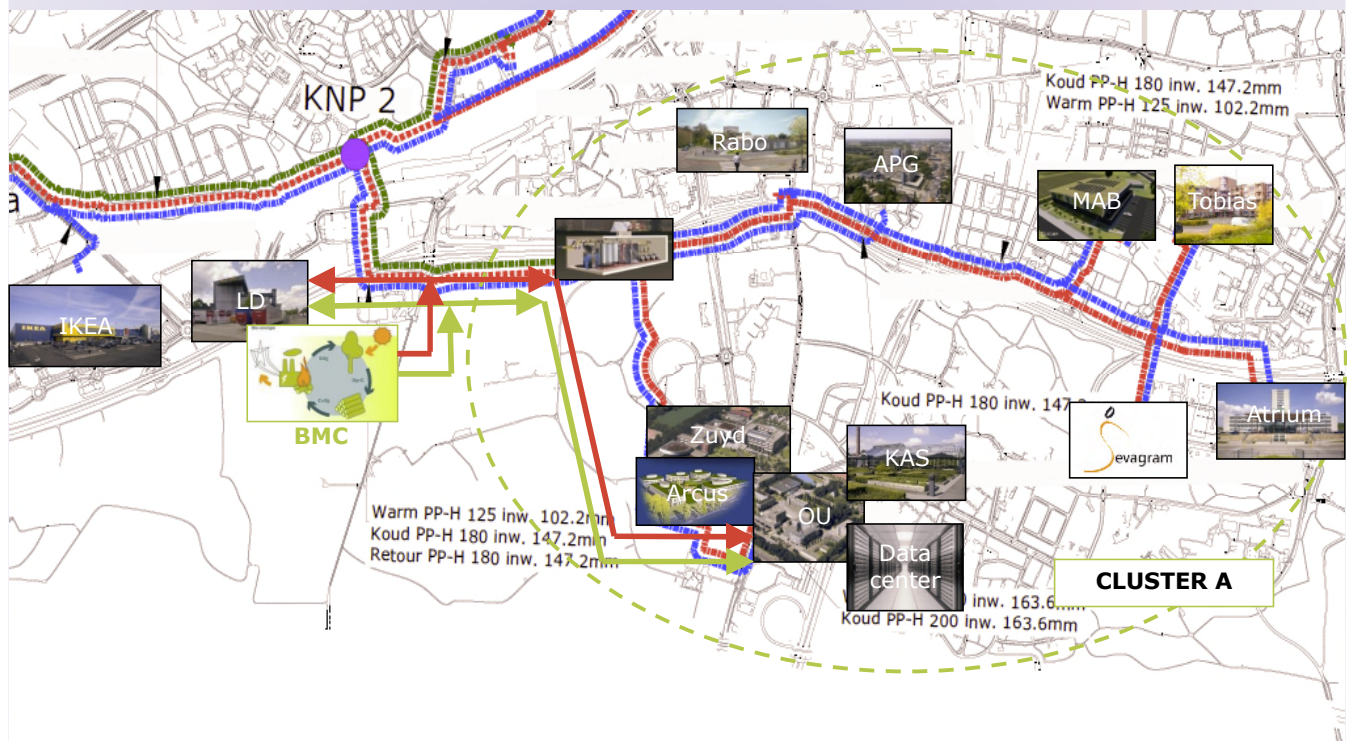 KNP 2
Koud PP-H 180 inw. 147.2mm
Warm PP-H 125 inw. 102.2mm
Rabo
APG
MAB
Tobias
a
LD
IKEA
IKEA
BMC
Koud PP-H 180 inw. 147.2
Atrium
Sevagram
Zuyd
KAS
Arcus
OU
Warm PP-H 125 inw. 102.2mm
Koud PP-H 180 inw. 147.2mm
Retour PP-H 180 inw. 147.2mm
Data
center
CLUSTER A
0 inw. 163.6mm
Koud PP-H 200 inw. 163.6mm